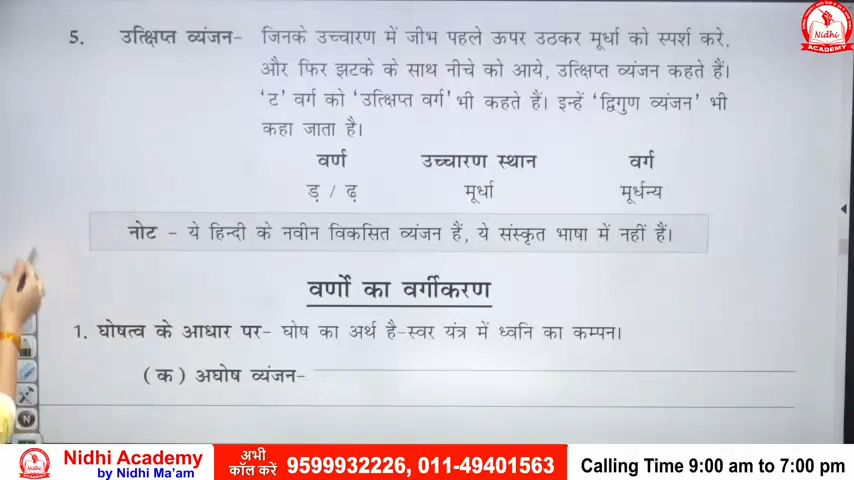 5. उत्क्षिप्त व्यंजन- जिनके उच्चारण में जीभ पहले ऊपर उठकर मूर्धा को स्पर्श करे,
और फिर झटके के साथ नीचे को आये, उत्क्षिप्त व्यंजन कहते हैं।
‘ट’ वर्ग को ‘उत्क्षिप्त वर्ग’ भी कहते हैं। इन्हें ‘द्विगुण व्यंजन’ भी
कहा जाता है।
वर्ण उच्चारण स्थान वर्ग
ड़ / ढ़ मूर्धा मूर्धन्य
नोट - ये हिन्दी के नवीन विकसित व्यंजन हैं, ये संस्कृत भाषा में नहीं हैं।
वर्णों का वर्गीकरण
1. घोषत्व के आधार पर- घोष का अर्थ है-स्वर यंत्र में ध्वनि का कम्पन।
(क) अघोष व्यंजन-
Nidhi
ACADEMY
N
Nidhi Academy
by Nidhi Ma'am
अभी
कॉल करें
9599932226, 011-49401563
Calling Time 9:00 am to 7:00 pm